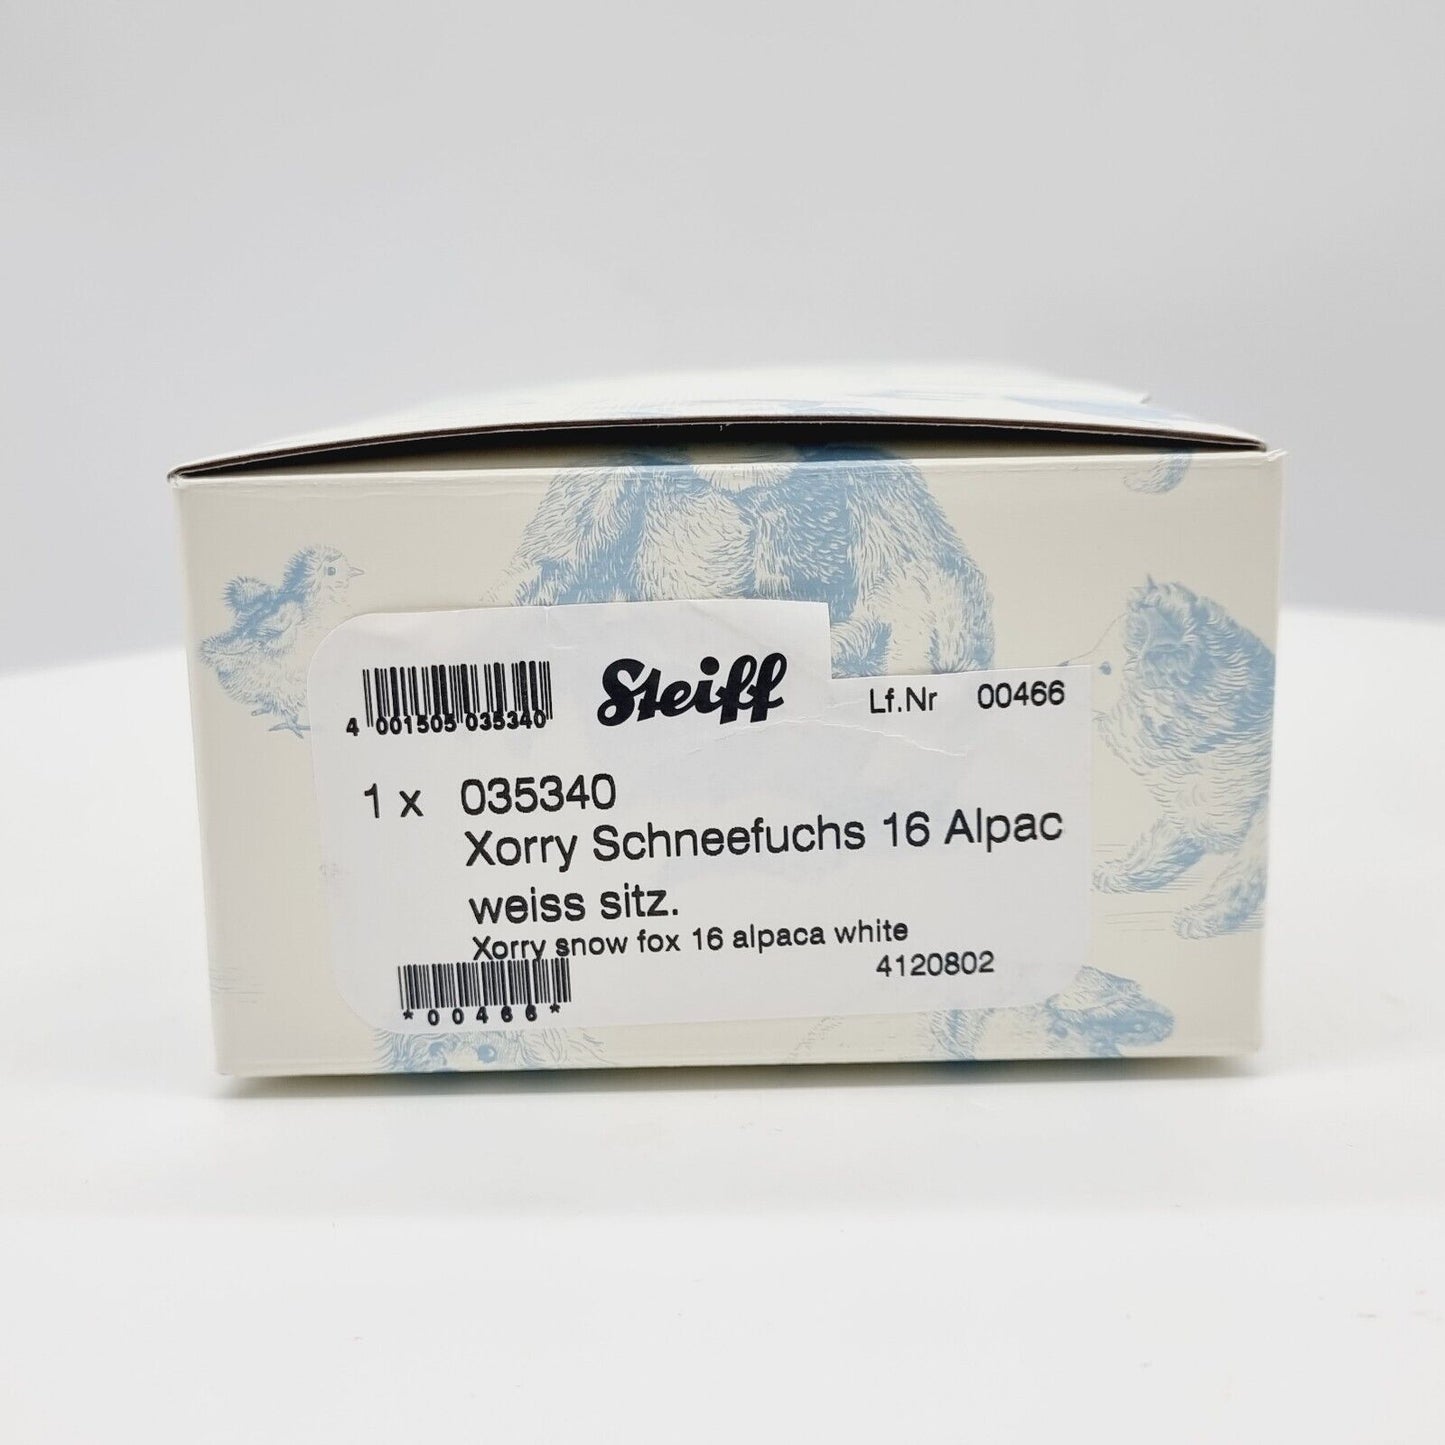 4 001505 035340
Steiff
Lf.Nr 00466
1 x 035340
Xorry Schneefuchs 16 Alpac
weiss sitz.
Xorry snow fox 16 alpaca white
4120802
*00466*